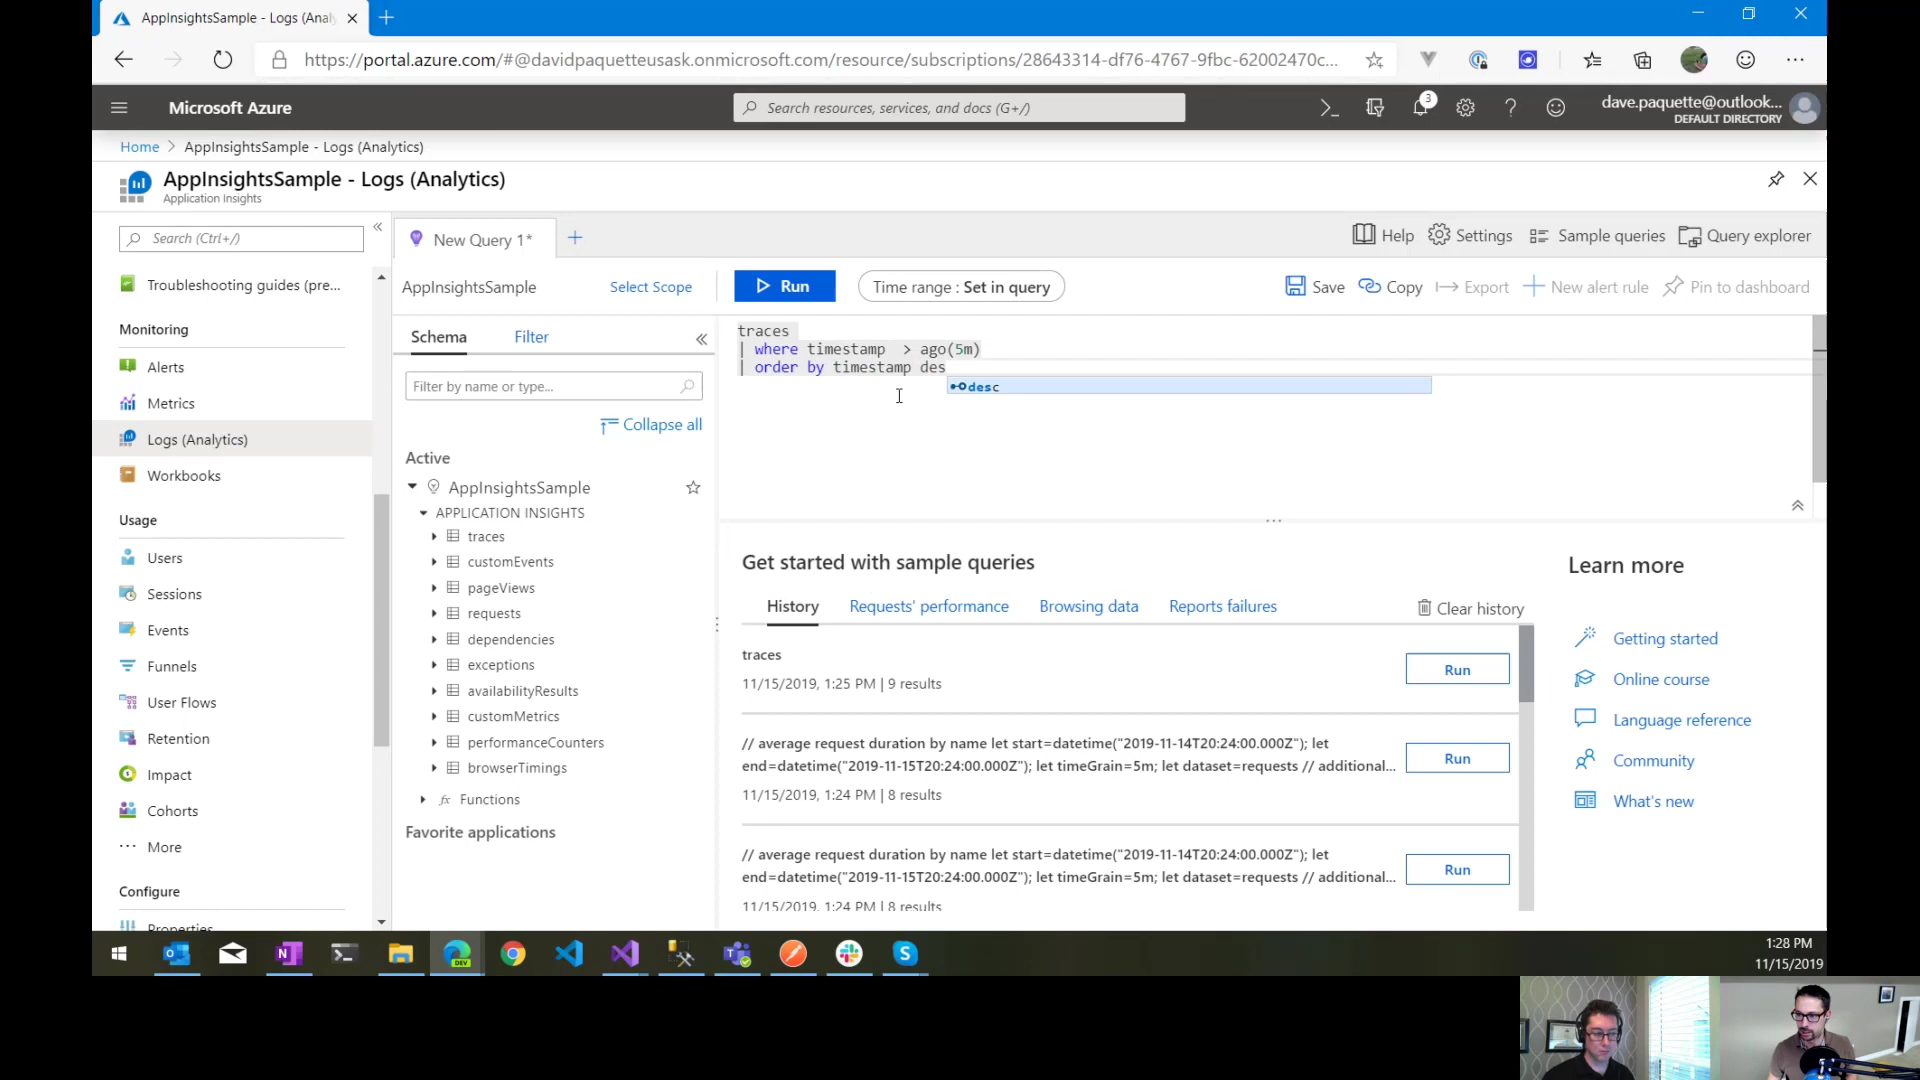 AppInsightsSample - Logs (Analy
https://portal.azure.com/#@davidpaquetteusask.onmicrosoft.com/resource/subscriptions/28643314-df76-4767-9fbc-62002470c...
Microsoft Azure
Search resources, services, and docs (G+/)
3
dave.paquette@outlook...
DEFAULT DIRECTORY
Home > AppInsightsSample - Logs (Analytics)
AppInsightsSample - Logs (Analytics)
Application Insights
Search (Ctrl+/)
Troubleshooting guides (pre...
Monitoring
Alerts
Metrics
Logs (Analytics)
Workbooks
Usage
Users
Sessions
Events
Funnels
User Flows
Retention
Impact
Cohorts
More
Configure
Properties
New Query 1*
Help
Settings
Sample queries
Query explorer
AppInsightsSample
Select Scope
Run
Time range : Set in query
Save
Copy
Export
New alert rule
Pin to dashboard
Schema
Filter
Filter by name or type...
Collapse all
Active
AppInsightsSample
APPLICATION INSIGHTS
traces
customEvents
pageViews
requests
dependencies
exceptions
availabilityResults
customMetrics
performanceCounters
browserTimings
fx Functions
Favorite applications
traces
| where timestamp > ago(5m)
| order by timestamp des
desc
Get started with sample queries
History
Requests' performance
Browsing data
Reports failures
Clear history
traces
11/15/2019, 1:25 PM | 9 results
Run
// average request duration by name let start=datetime("2019-11-14T20:24:00.000Z"); let
end=datetime("2019-11-15T20:24:00.000Z"); let timeGrain=5m; let dataset=requests // additional...
11/15/2019, 1:24 PM | 8 results
Run
// average request duration by name let start=datetime("2019-11-14T20:24:00.000Z"); let
end=datetime("2019-11-15T20:24:00.000Z"); let timeGrain=5m; let dataset=requests // additional...
11/15/2019, 1:24 PM | 8 results
Run
Learn more
Getting started
Online course
Language reference
Community
What's new
DEV
1:28 PM
11/15/2019